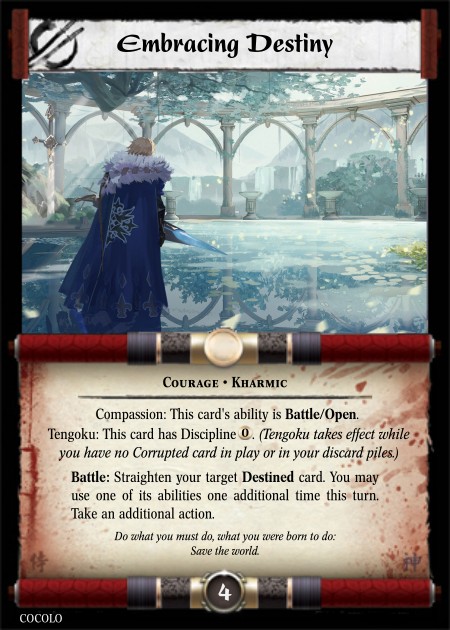 Embracing Destiny
Courage • Kharmic
Compassion: This card's ability is Battle/Open.
Tengoku: This card has Discipline 0. (Tengoku takes effect while
you have no Corrupted card in play or in your discard piles.)
Battle: Straighten your target Destined card. You may
use one of its abilities one additional time this turn.
Take an additional action.
Do what you must do, what you were born to do:
Save the world.
4
COCOLO